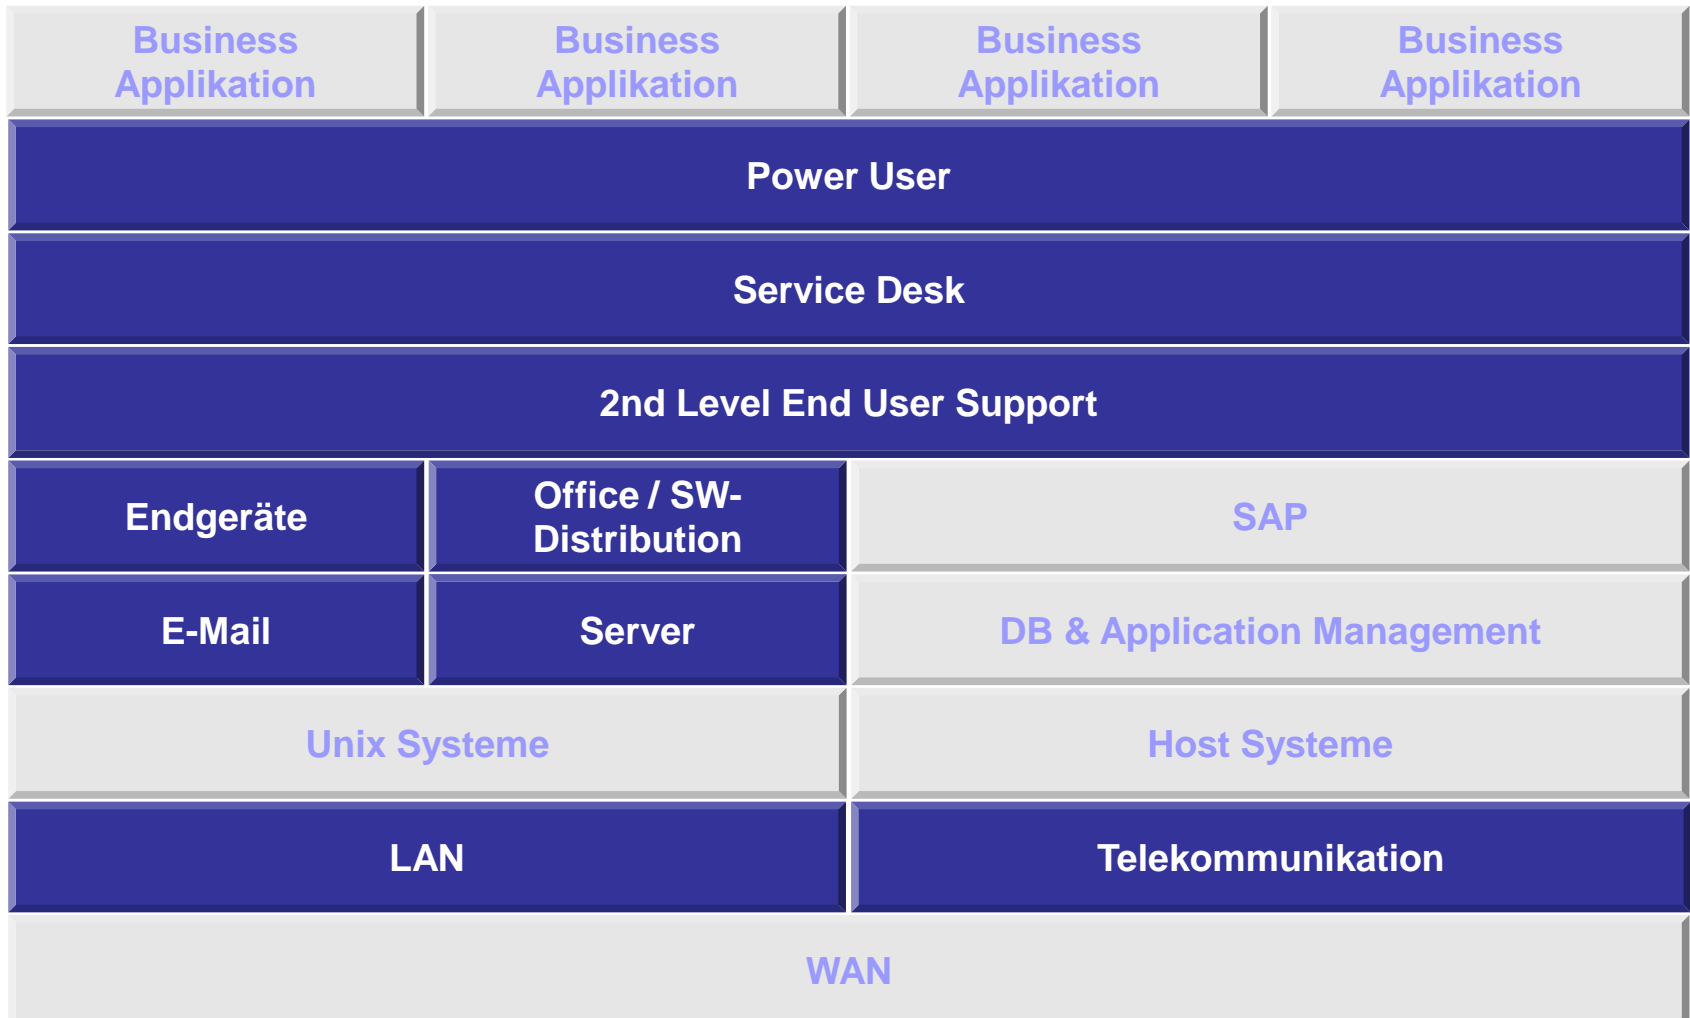 Business
Applikation
Business
Applikation
Business
Applikation
Business
Applikation
Power User
Service Desk
2nd Level End User Support
Endgeräte
Office / SW-
Distribution
SAP
E-Mail
Server
DB & Application Management
Unix Systeme
Host Systeme
LAN
Telekommunikation
WAN